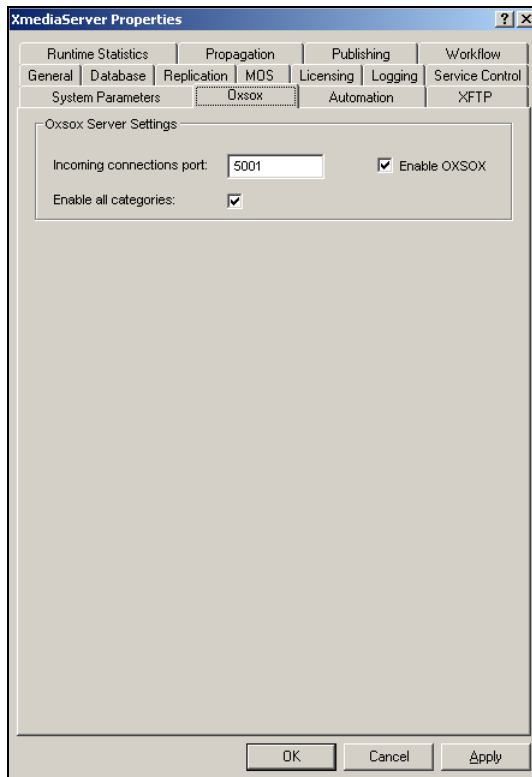 XmediaServer Properties ? X
Runtime Statistics Propagation Publishing Workflow
General Database Replication MOS Licensing Logging Service Control
System Parameters Oxsox Automation XFTP
Oxsox Server Settings
Incoming connections port: 5001 Enable OXSOX
Enable all categories:
OK Cancel Apply